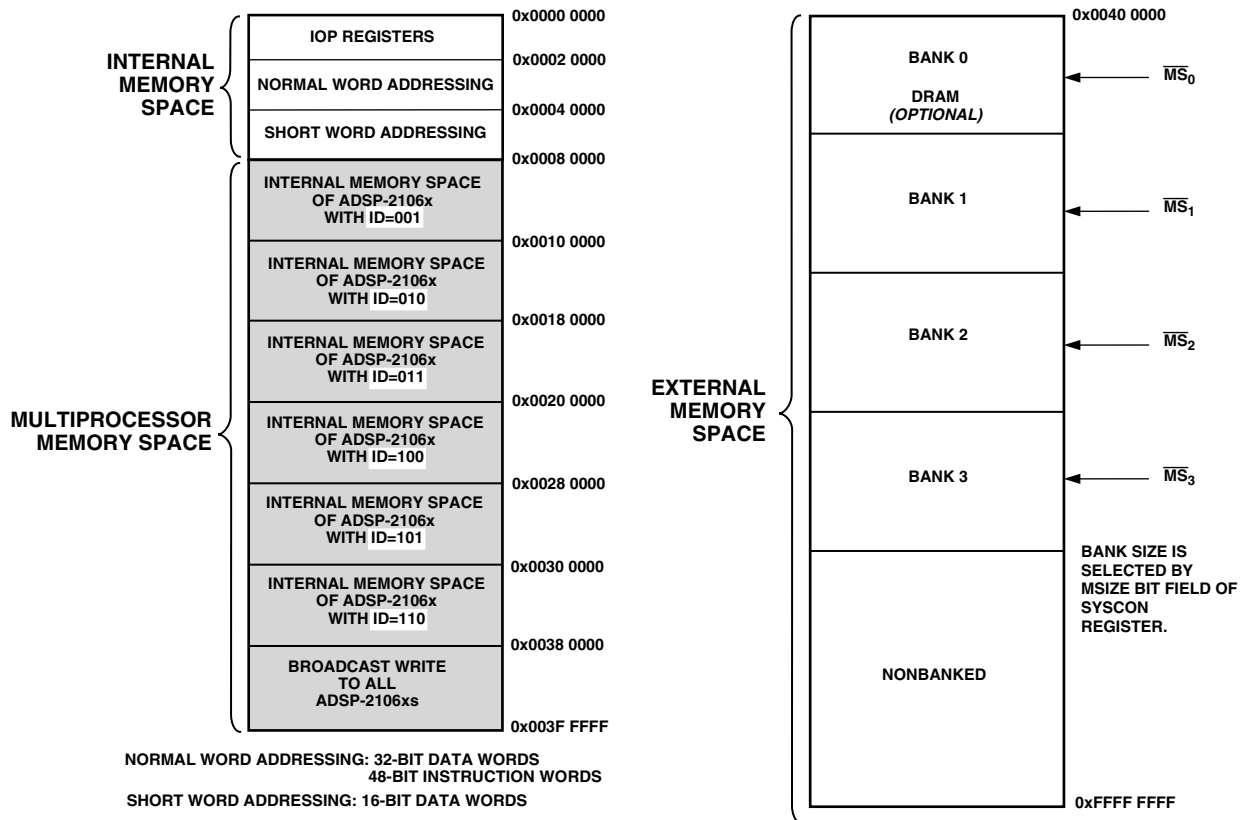 INTERNAL
MEMORY
SPACE
0x0000 0000
IOP REGISTERS
0x0002 0000
NORMAL WORD ADDRESSING
0x0004 0000
SHORT WORD ADDRESSING
0x0008 0000
MULTIPROCESSOR
MEMORY SPACE
INTERNAL MEMORY SPACE
OF ADSP-2106x
WITH ID=001
0x0010 0000
INTERNAL MEMORY SPACE
OF ADSP-2106x
WITH ID=010
0x0018 0000
INTERNAL MEMORY SPACE
OF ADSP-2106x
WITH ID=011
0x0020 0000
INTERNAL MEMORY SPACE
OF ADSP-2106x
WITH ID=100
0x0028 0000
INTERNAL MEMORY SPACE
OF ADSP-2106x
WITH ID=101
0x0030 0000
INTERNAL MEMORY SPACE
OF ADSP-2106x
WITH ID=110
0x0038 0000
BROADCAST WRITE
TO ALL
ADSP-2106xs
0x003F FFFF
NORMAL WORD ADDRESSING: 32-BIT DATA WORDS
48-BIT INSTRUCTION WORDS
SHORT WORD ADDRESSING: 16-BIT DATA WORDS
EXTERNAL
MEMORY
SPACE
0x0040 0000
BANK 0
DRAM
(OPTIONAL)
M̅S̅₀
BANK 1
M̅S̅₁
BANK 2
M̅S̅₂
BANK 3
M̅S̅₃
BANK SIZE IS
SELECTED BY
MSIZE BIT FIELD OF
SYSCON
REGISTER.
NONBANKED
0xFFFF FFFF